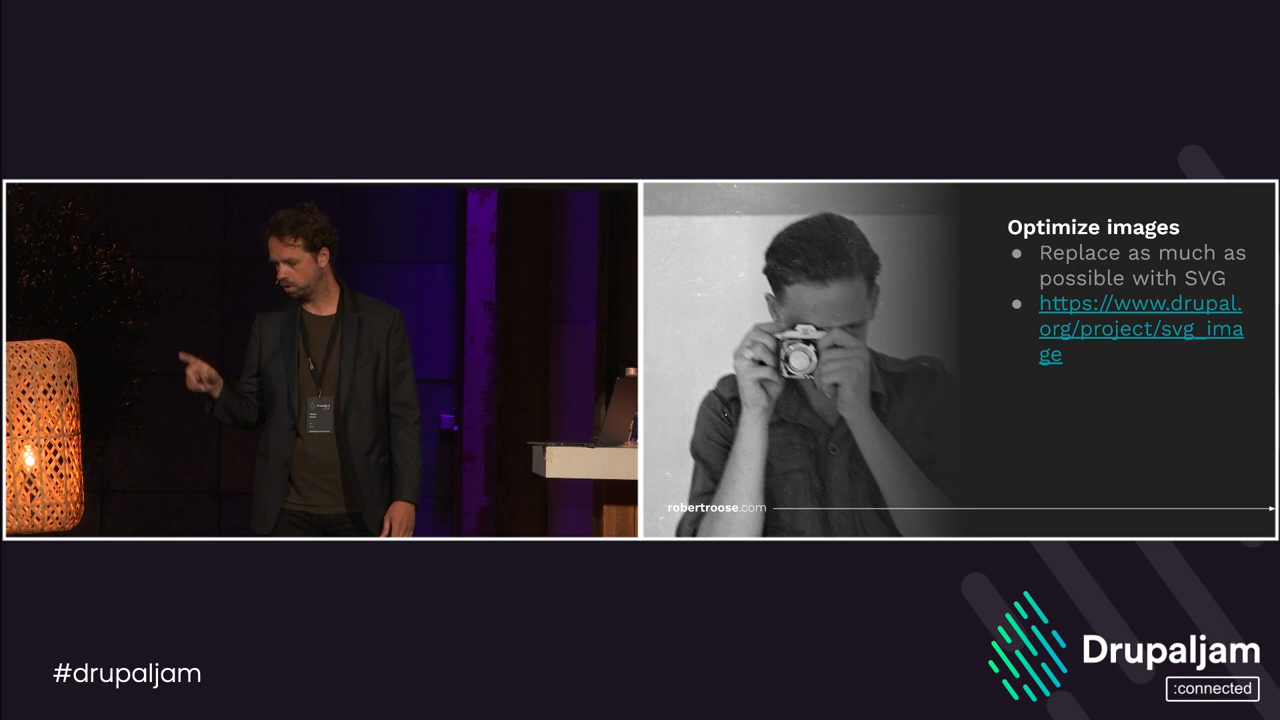 Optimize images
● Replace as much as
possible with SVG
● https://www.drupal.
org/project/svg_ima
ge
robertroose.com
#drupaljam
Drupaljam
:connected